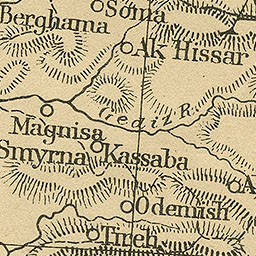 Soma
Berghama
Ak Hissar
Gediz R.
Magnisa
Smyrna
Kassaba
A
Odemish
Tireh